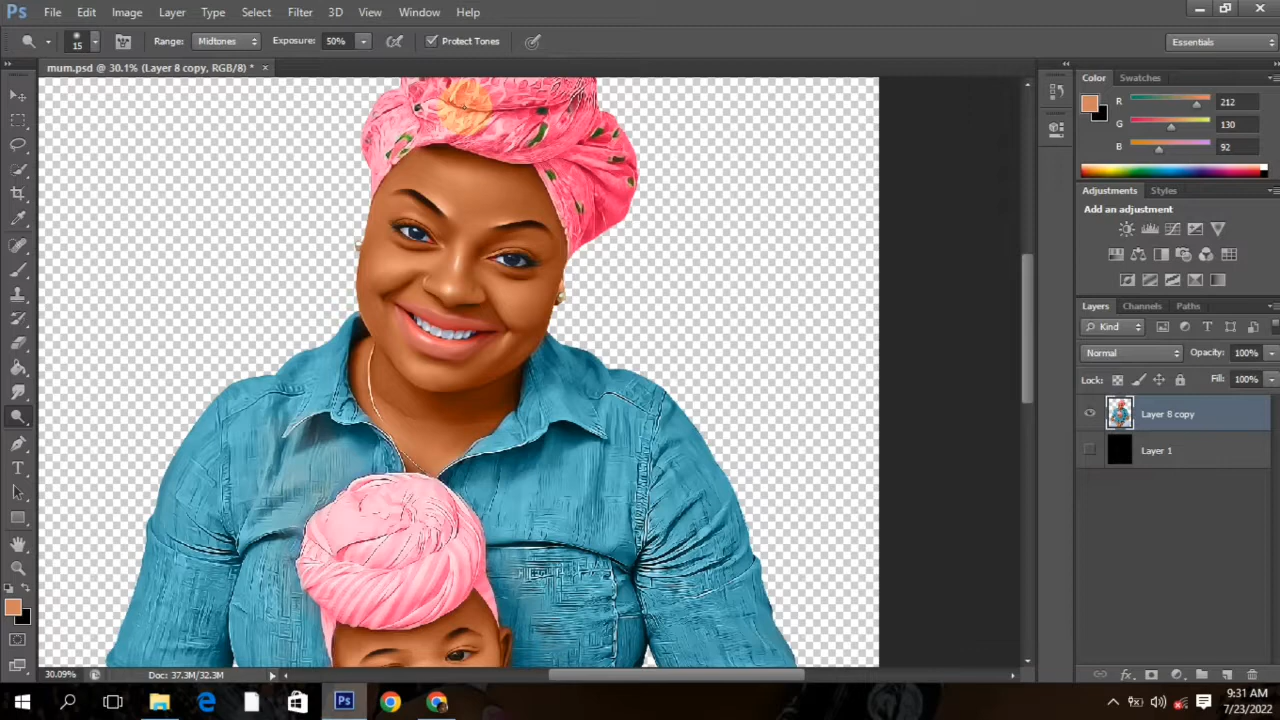 Ps File Edit Image Layer Type Select Filter 3D View Window Help
15 Range: Midtones Exposure: 50% Protect Tones Essentials
mum.psd @ 30.1% (Layer 8 copy, RGB/8) * ×
Color Swatches
R 212
G 130
B 92
Adjustments Styles
Add an adjustment
Layers Channels Paths
Kind
Normal Opacity: 100%
Lock: Fill: 100%
Layer 8 copy
Layer 1
30.09% Doc: 37.3M/32.3M
Ps
9:31 AM
7/23/2022